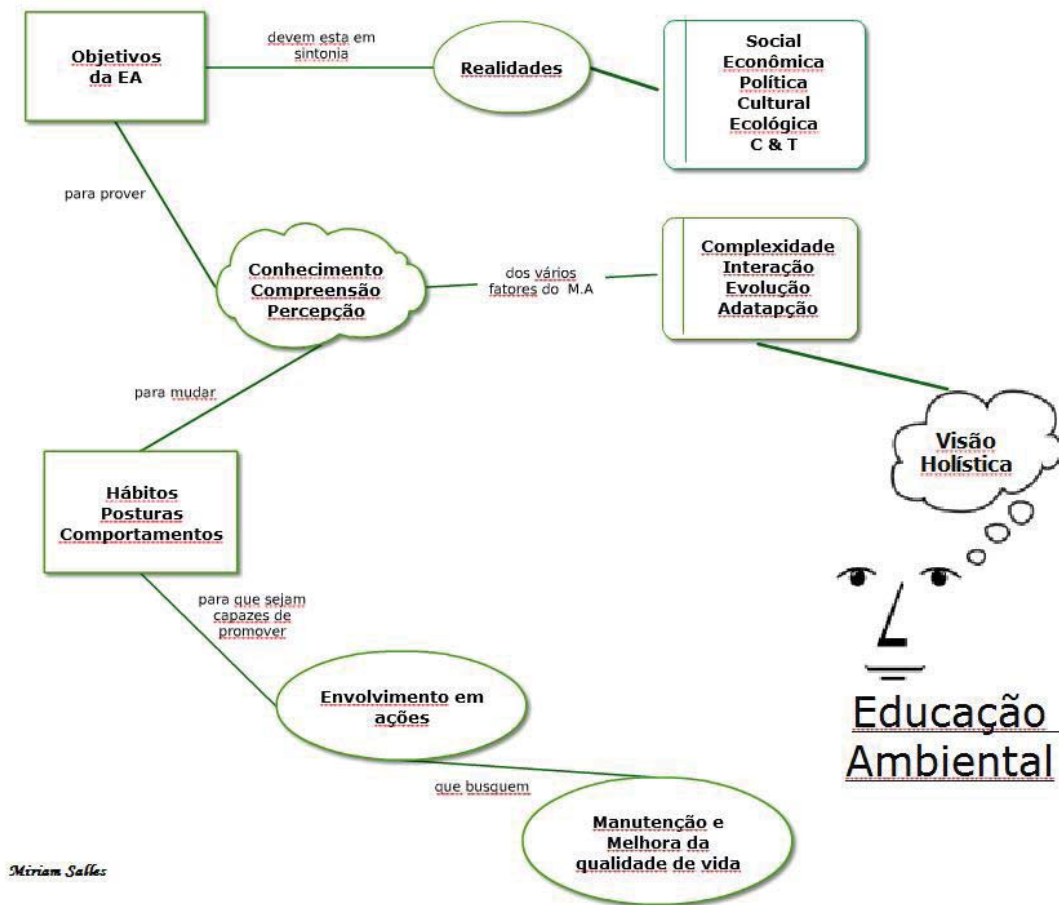 Objetivos
da EA
devem esta em
sintonia
Realidades
Social
Econômica
Política
Cultural
Ecológica
C & T
para prover
Conhecimento
Compreensão
Percepção
dos vários
fatores do M.A
Complexidade
Interação
Evolução
Adatapção
Visão
Holística
para mudar
Hábitos
Posturas
Comportamentos
para que sejam
capazes de
promover
Envolvimento em
ações
que busquem
Manutenção e
Melhora da
qualidade de vida
Educação
Ambiental
Miriam Salles